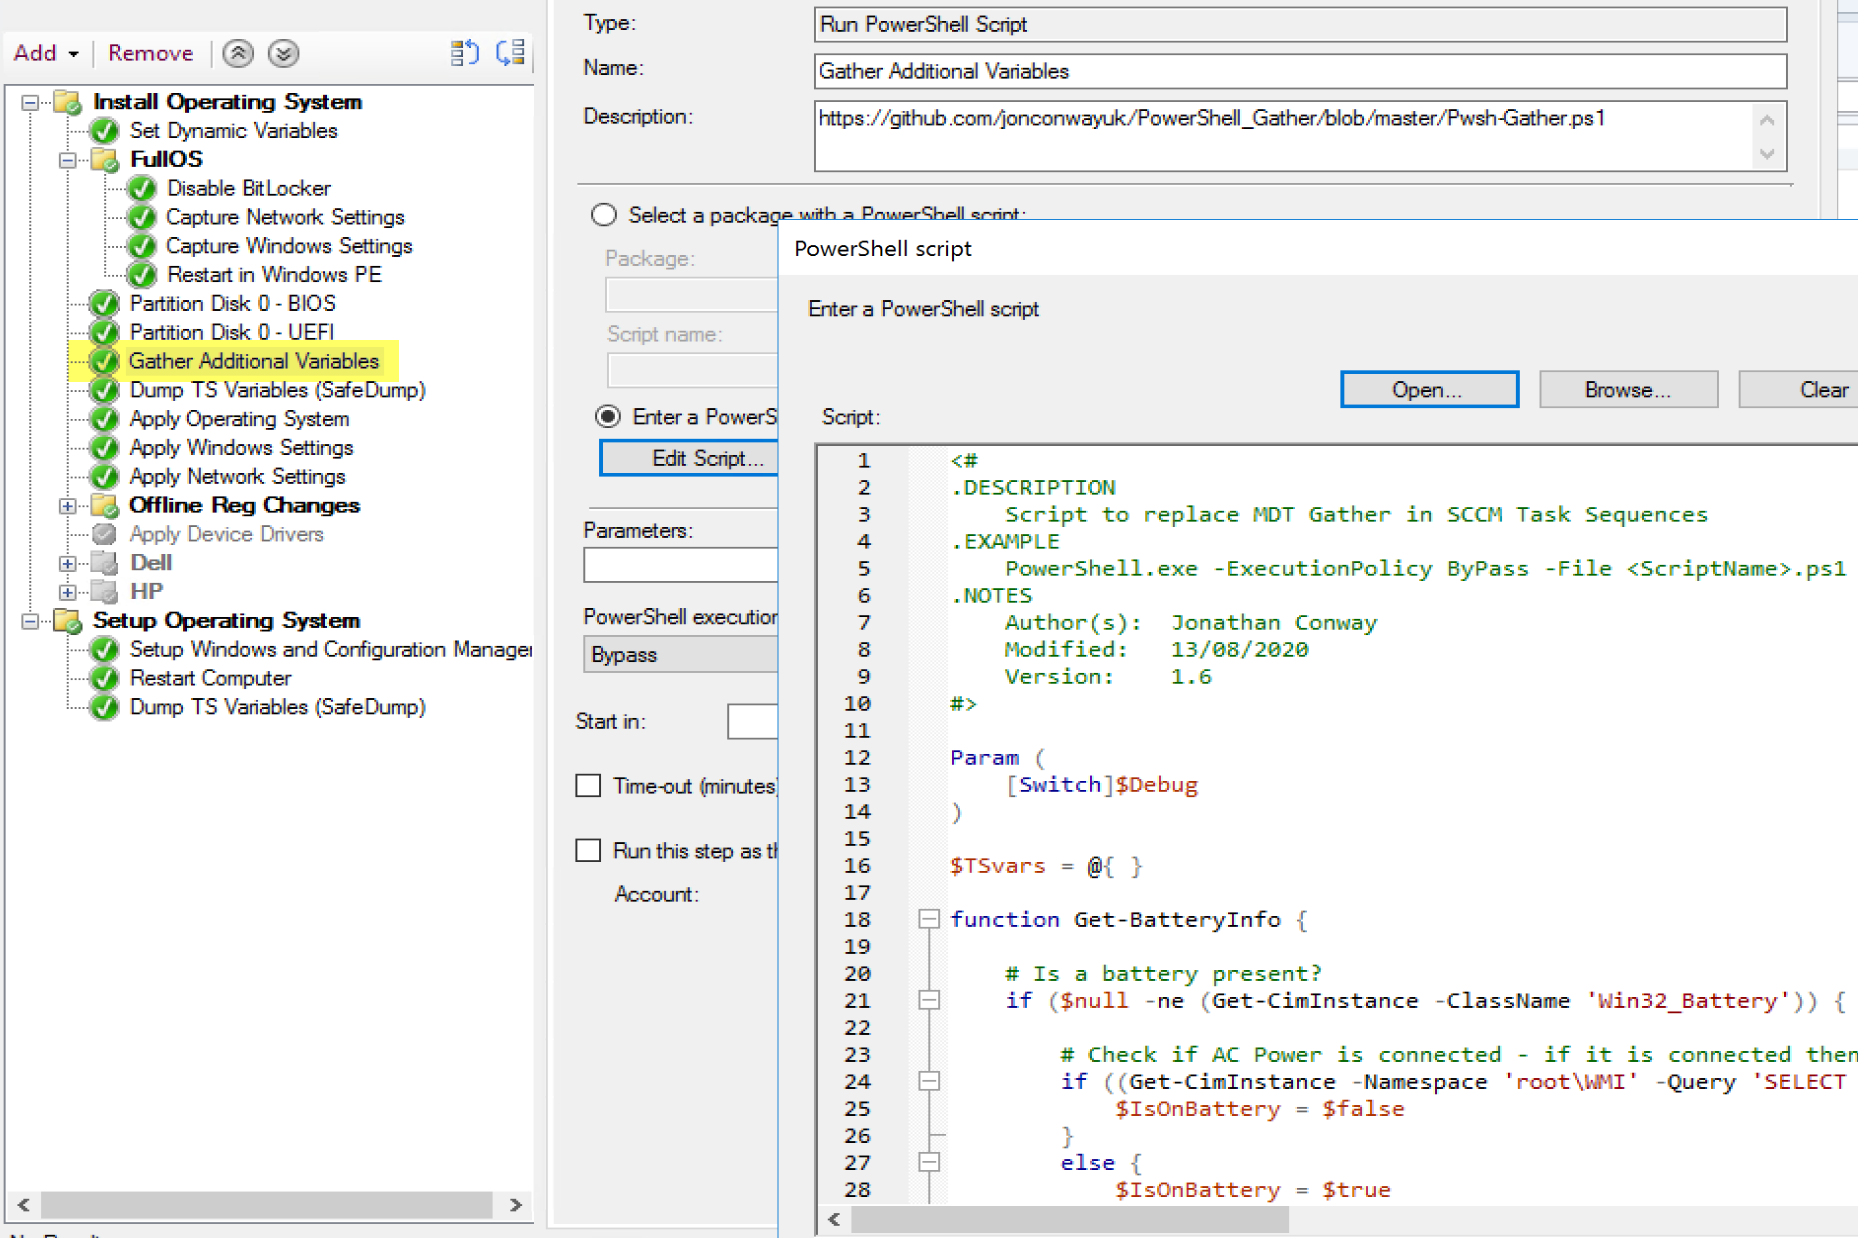 Add
Remove
Install Operating System
Set Dynamic Variables
FullOS
Disable BitLocker
Capture Network Settings
Capture Windows Settings
Restart in Windows PE
Partition Disk 0 - BIOS
Partition Disk 0 - UEFI
Gather Additional Variables
Dump TS Variables (SafeDump)
Apply Operating System
Apply Windows Settings
Apply Network Settings
Offline Reg Changes
Apply Device Drivers
Dell
HP
Setup Operating System
Setup Windows and Configuration Manager
Restart Computer
Dump TS Variables (SafeDump)
Type:
Run PowerShell Script
Name:
Gather Additional Variables
Description:
https://github.com/jonconwayuk/PowerShell_Gather/blob/master/Pwsh-Gather.ps1
Select a package with a PowerShell script:
Package:
Script name:
Enter a PowerS
Edit Script...
Parameters:
PowerShell execution
Bypass
Start in:
Time-out (minutes)
Run this step as th
Account:
PowerShell script
Enter a PowerShell script
Open...
Browse...
Clear
Script:
1 <#
2 .DESCRIPTION
3 Script to replace MDT Gather in SCCM Task Sequences
4 .EXAMPLE
5 PowerShell.exe -ExecutionPolicy ByPass -File <ScriptName>.ps1
6 .NOTES
7 Author(s): Jonathan Conway
8 Modified: 13/08/2020
9 Version: 1.6
10 #>
11
12 Param (
13 [Switch]$Debug
14 )
15
16 $TSvars = @{ }
17
18 function Get-BatteryInfo {
19
20 # Is a battery present?
21 if ($null -ne (Get-CimInstance -ClassName 'Win32_Battery')) {
22
23 # Check if AC Power is connected - if it is connected then
24 if ((Get-CimInstance -Namespace 'root\WMI' -Query 'SELECT
25 $IsOnBattery = $false
26 }
27 else {
28 $IsOnBattery = $true